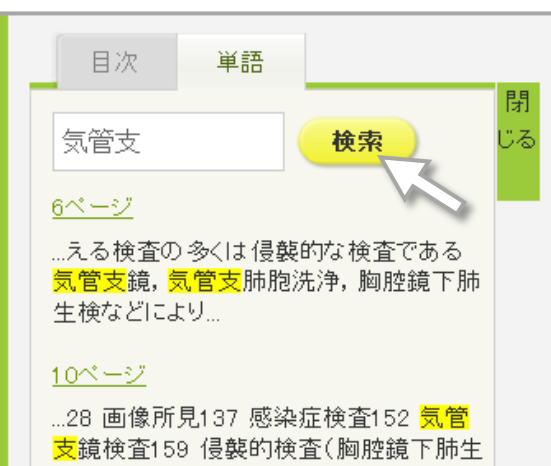 目次 単語
閉
じる
気管支 検索
6ページ
...える検査の多くは侵襲的な検査である
気管支鏡，気管支肺胞洗浄，胸腔鏡下肺
生検などにより...
10ページ
...28 画像所見137 感染症検査152 気管
支鏡検査159 侵襲的検査（胸腔鏡下肺生